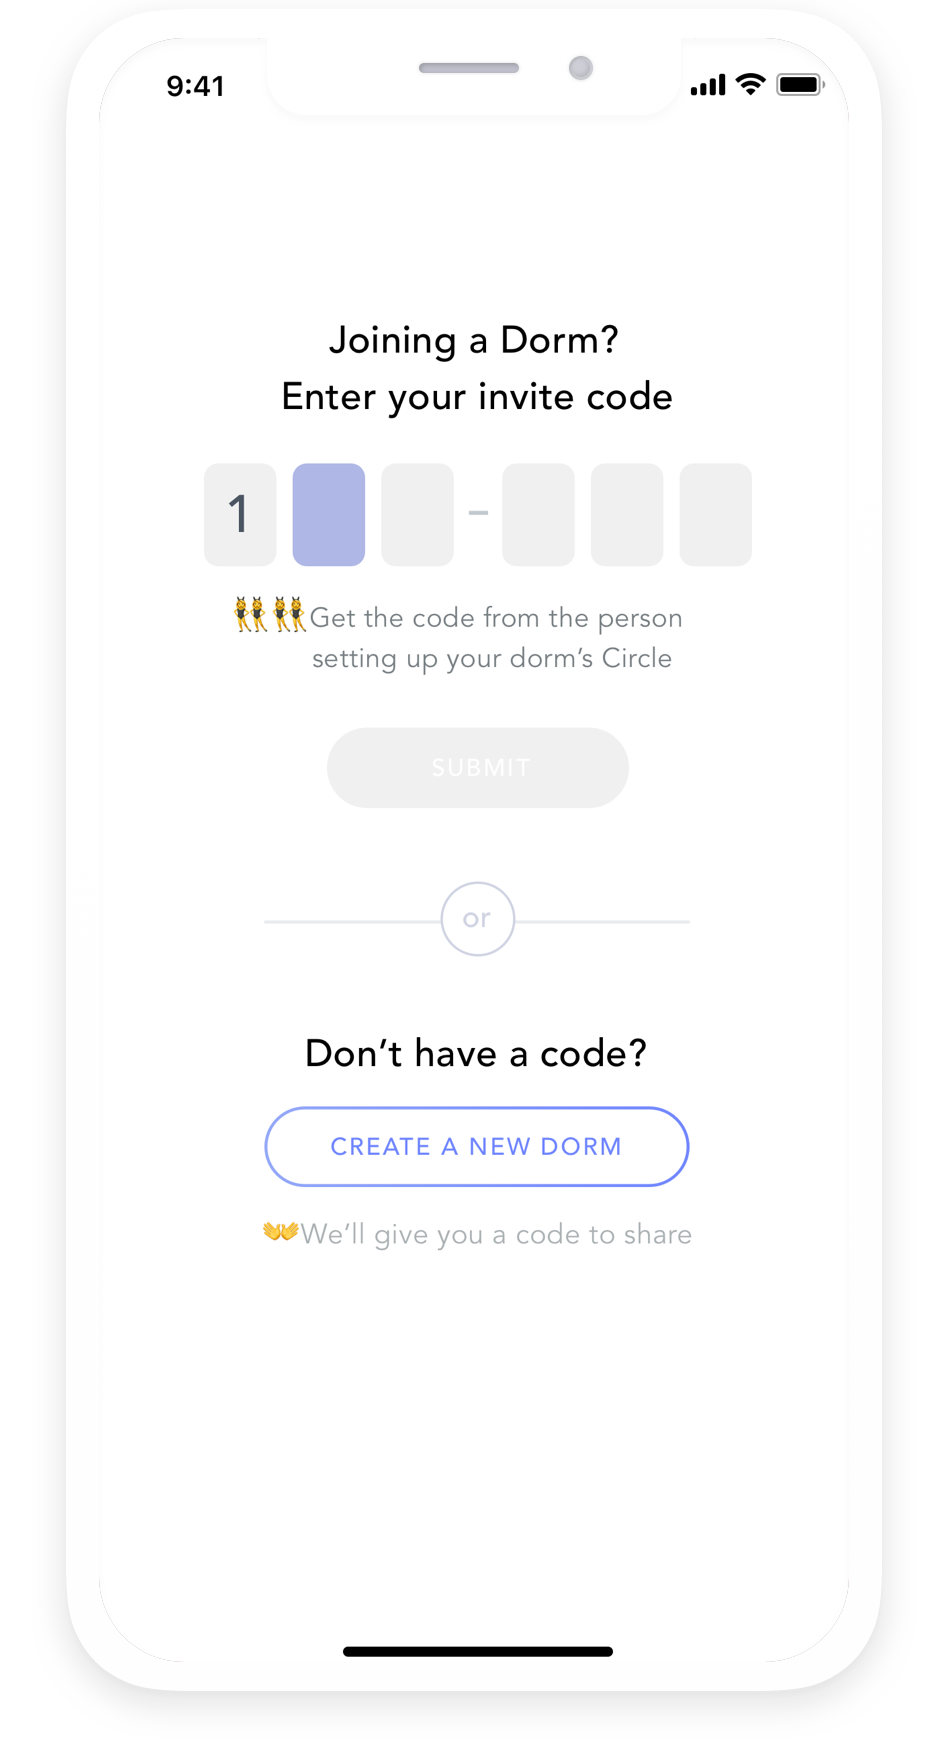 9:41
Joining a Dorm?
Enter your invite code
1 –
👯👯Get the code from the person
setting up your dorm’s Circle
SUBMIT
or
Don’t have a code?
CREATE A NEW DORM
👐We’ll give you a code to share